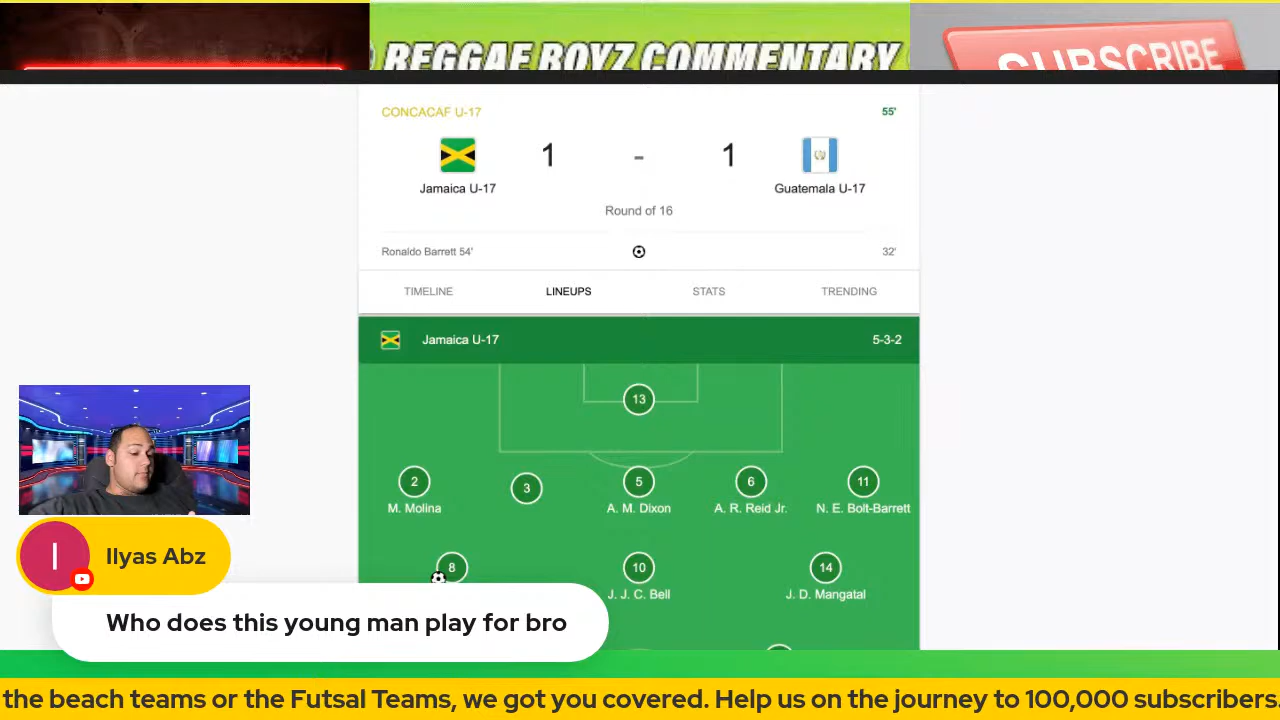 REGGAE BOYZ COMMENTARY
SUBSCRIBE
CONCACAF U-17
55'
1 - 1
Jamaica U-17
Guatemala U-17
Round of 16
Ronaldo Barrett 54'
32'
TIMELINE
LINEUPS
STATS
TRENDING
Jamaica U-17
5-3-2
13
2
3
5
6
11
M. Molina
A. M. Dixon
A. R. Reid Jr.
N. E. Bolt-Barrett
8
10
14
J. J. C. Bell
J. D. Mangatal
I
Ilyas Abz
Who does this young man play for bro
the beach teams or the Futsal Teams, we got you covered. Help us on the journey to 100,000 subscribers.